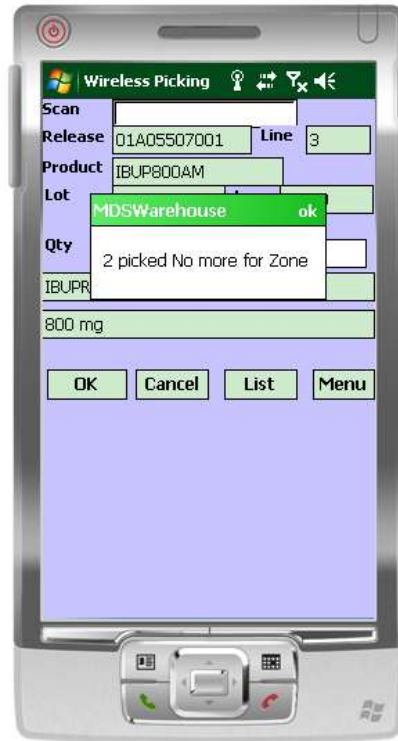 Wireless Picking
Scan
Release 01A05507001 Line 3
Product IBUP800AM
Lot
MDSWarehouse ok
Qty
2 picked No more for Zone
IBUPR
800 mg
OK Cancel List Menu